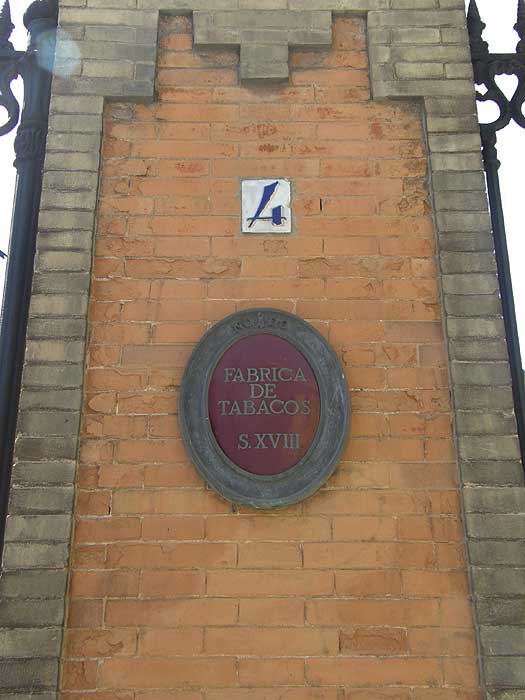 4
FABRICA
DE
TABACOS
S.XVIII